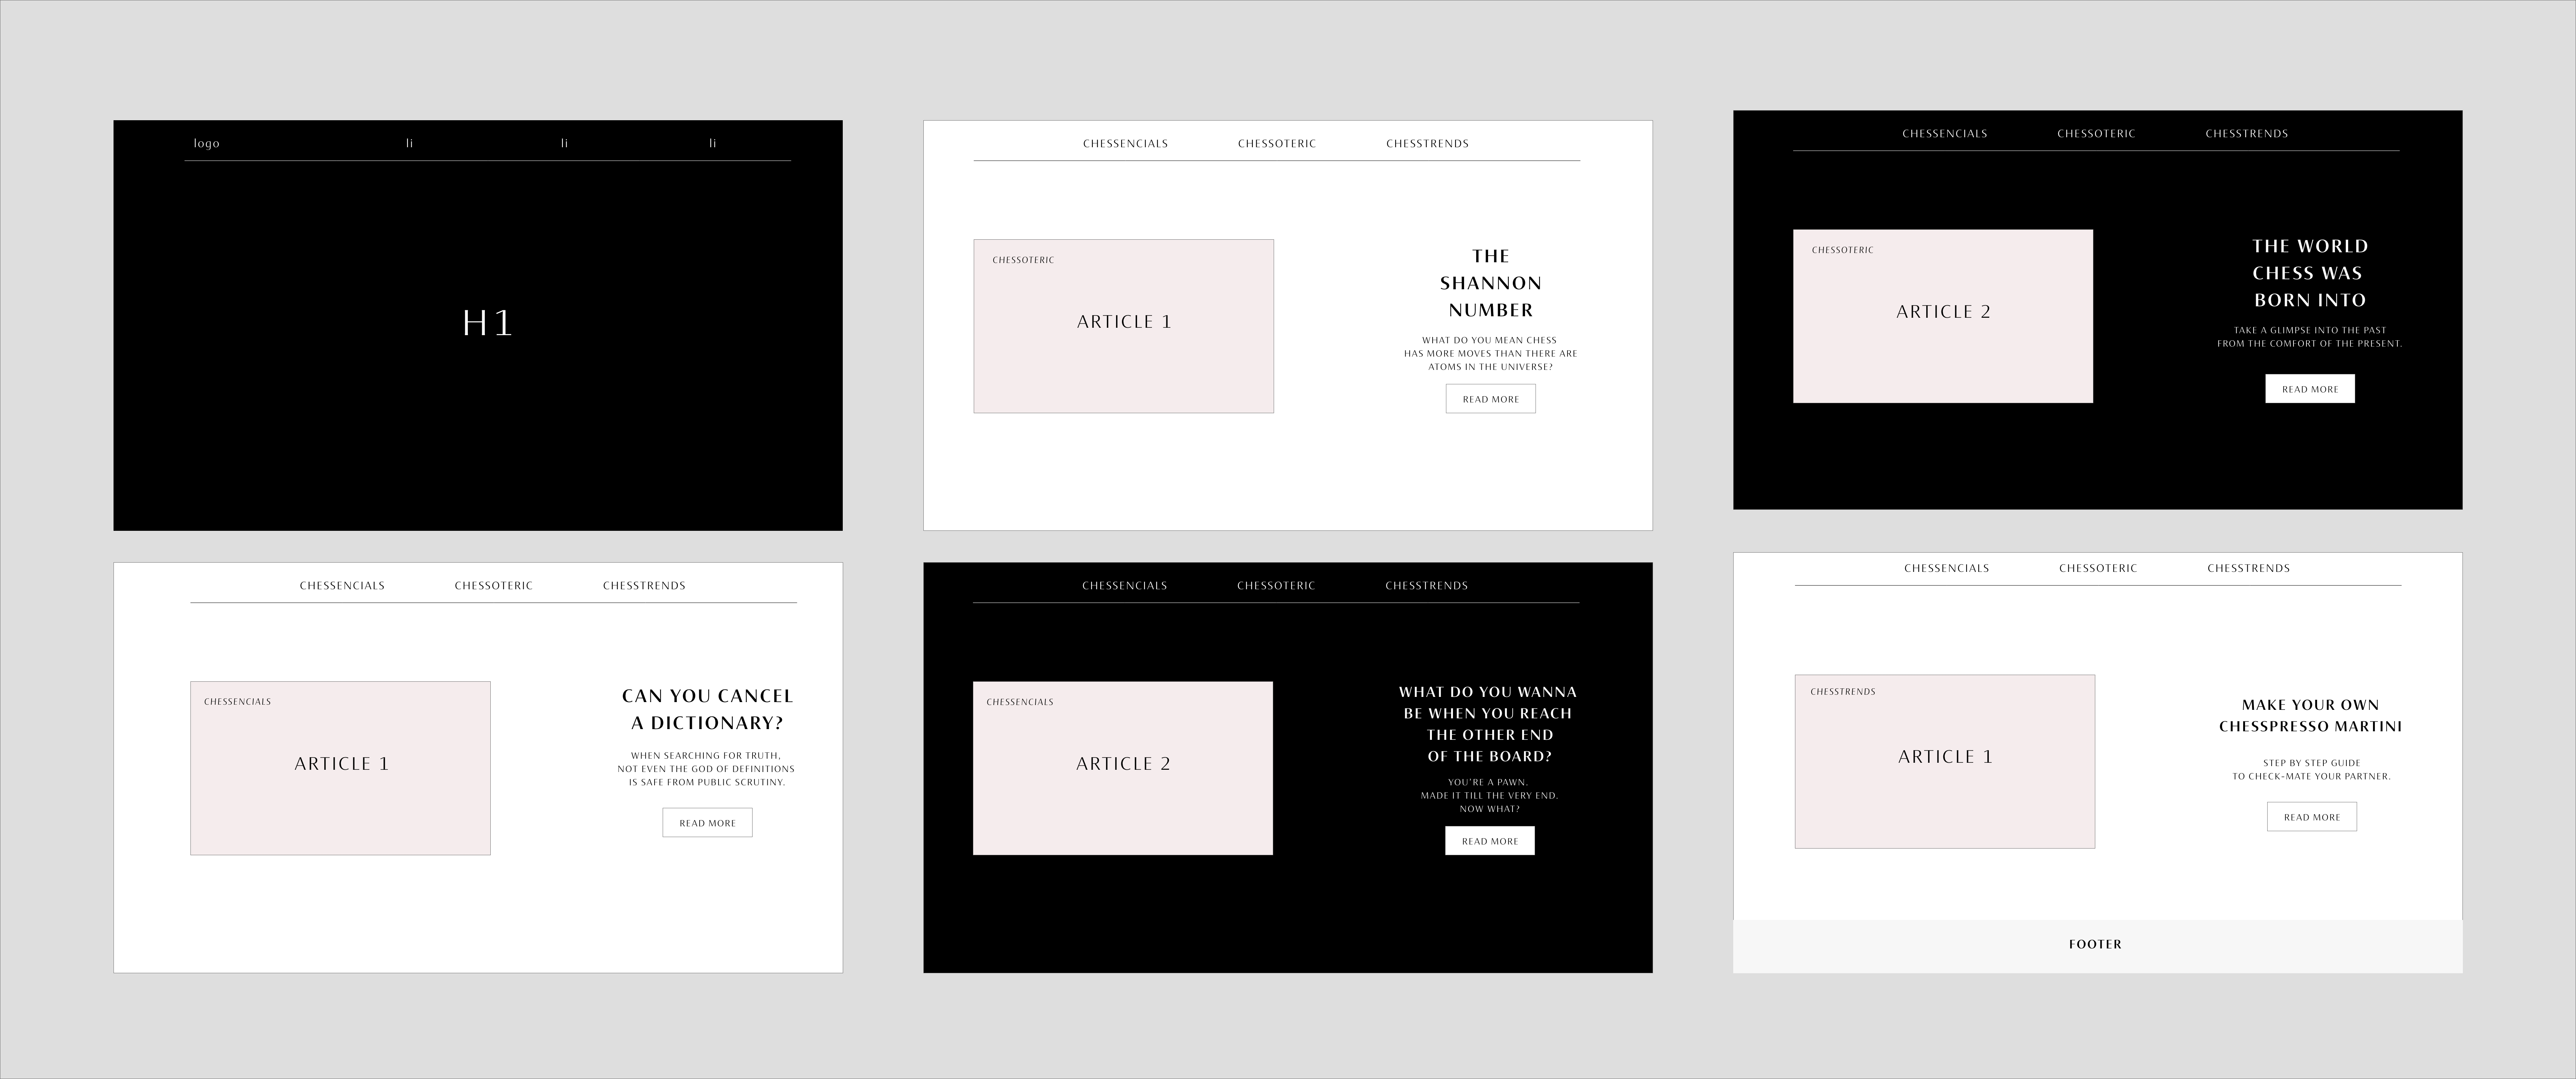 logo li li li
H1
CHESSENCIALS CHESSOTERIC CHESSTRENDS
CHESSOTERIC
ARTICLE 1
THE
SHANNON
NUMBER
WHAT DO YOU MEAN CHESS
HAS MORE MOVES THAN THERE ARE
ATOMS IN THE UNIVERSE?
READ MORE
CHESSENCIALS CHESSOTERIC CHESSTRENDS
CHESSOTERIC
ARTICLE 2
THE WORLD
CHESS WAS
BORN INTO
TAKE A GLIMPSE INTO THE PAST
FROM THE COMFORT OF THE PRESENT.
READ MORE
CHESSENCIALS CHESSOTERIC CHESSTRENDS
CHESSENCIALS
ARTICLE 1
CAN YOU CANCEL
A DICTIONARY?
WHEN SEARCHING FOR TRUTH,
NOT EVEN THE GOD OF DEFINITIONS
IS SAFE FROM PUBLIC SCRUTINY.
READ MORE
CHESSENCIALS CHESSOTERIC CHESSTRENDS
CHESSENCIALS
ARTICLE 2
WHAT DO YOU WANNA
BE WHEN YOU REACH
THE OTHER END
OF THE BOARD?
YOU'RE A PAWN.
MADE IT TILL THE VERY END.
NOW WHAT?
READ MORE
CHESSENCIALS CHESSOTERIC CHESSTRENDS
CHESSTRENDS
ARTICLE 1
MAKE YOUR OWN
CHESSPRESSO MARTINI
STEP BY STEP GUIDE
TO CHECK-MATE YOUR PARTNER.
READ MORE
FOOTER